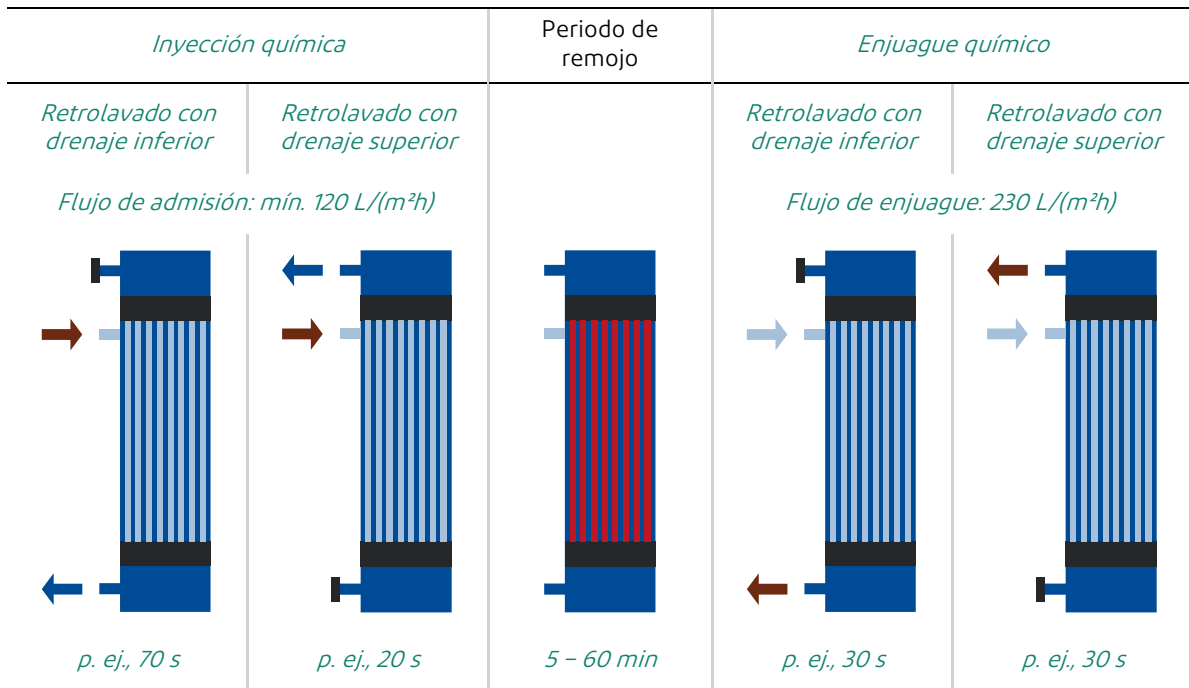 Inyección química
Periodo de
remojo
Enjuague químico
Retrolavado con
drenaje inferior
Retrolavado con
drenaje superior
Retrolavado con
drenaje inferior
Retrolavado con
drenaje superior
Flujo de admisión: mín. 120 L/(m²h)
Flujo de enjuague: 230 L/(m²h)
p. ej., 70 s
p. ej., 20 s
5 – 60 min
p. ej., 30 s
p. ej., 30 s